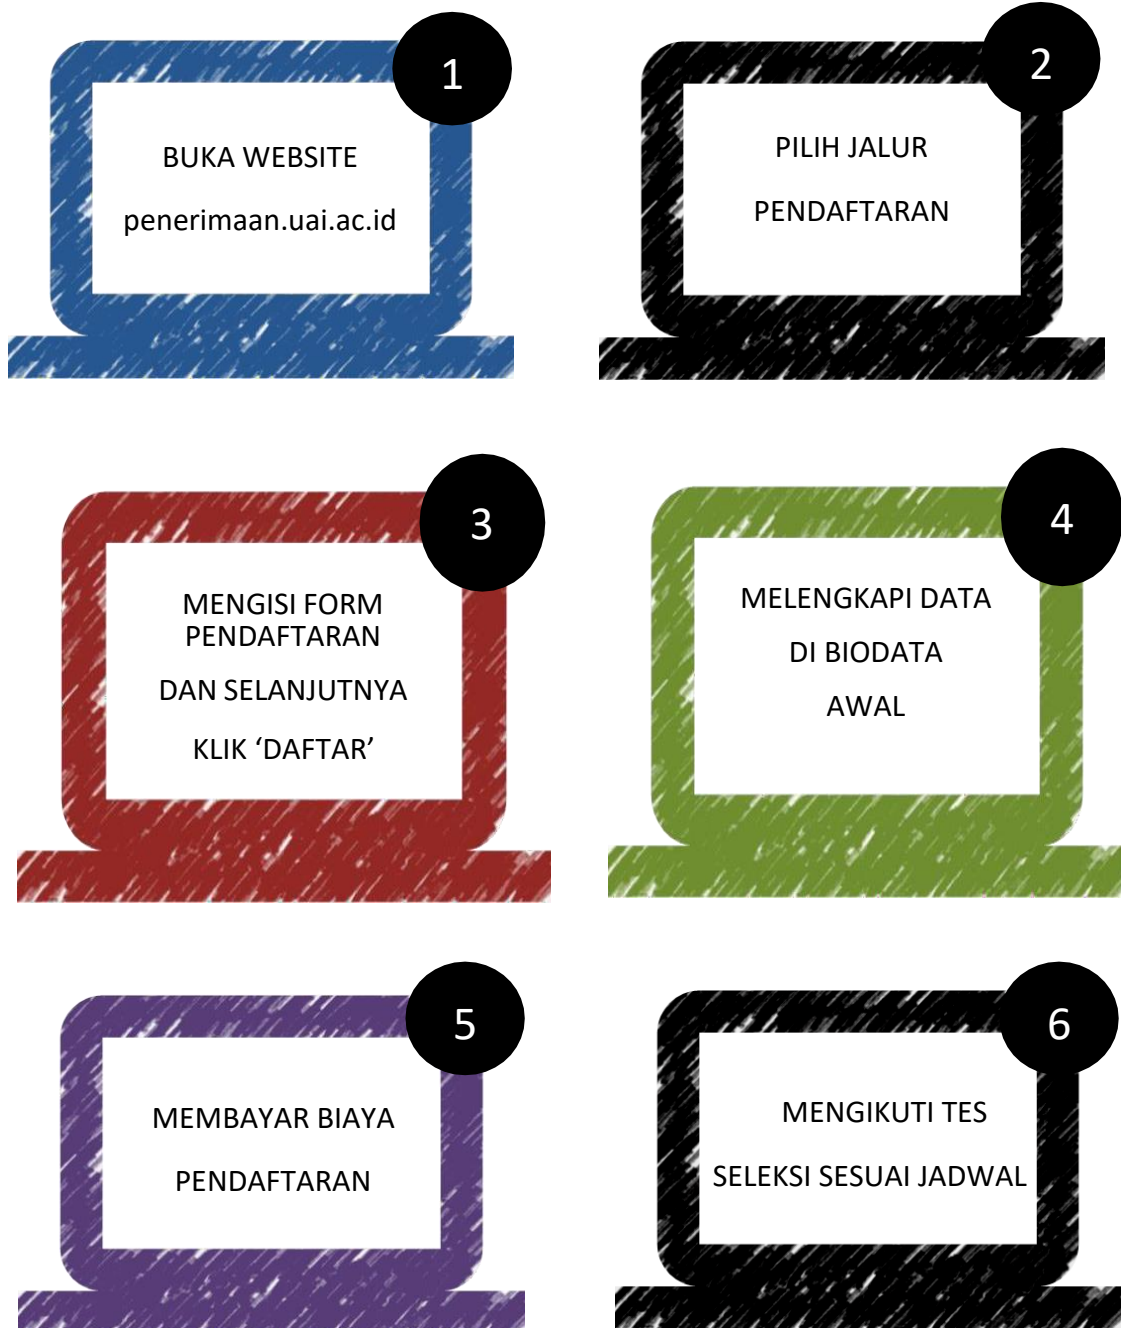 1
BUKA WEBSITE
penerimaan.uai.ac.id
2
PILIH JALUR
PENDAFTARAN
3
MENGISI FORM
PENDAFTARAN
DAN SELANJUTNYA
KLIK ‘DAFTAR’
4
MELENGKAPI DATA
DI BIODATA
AWAL
5
MEMBAYAR BIAYA
PENDAFTARAN
6
MENGIKUTI TES
SELEKSI SESUAI JADWAL